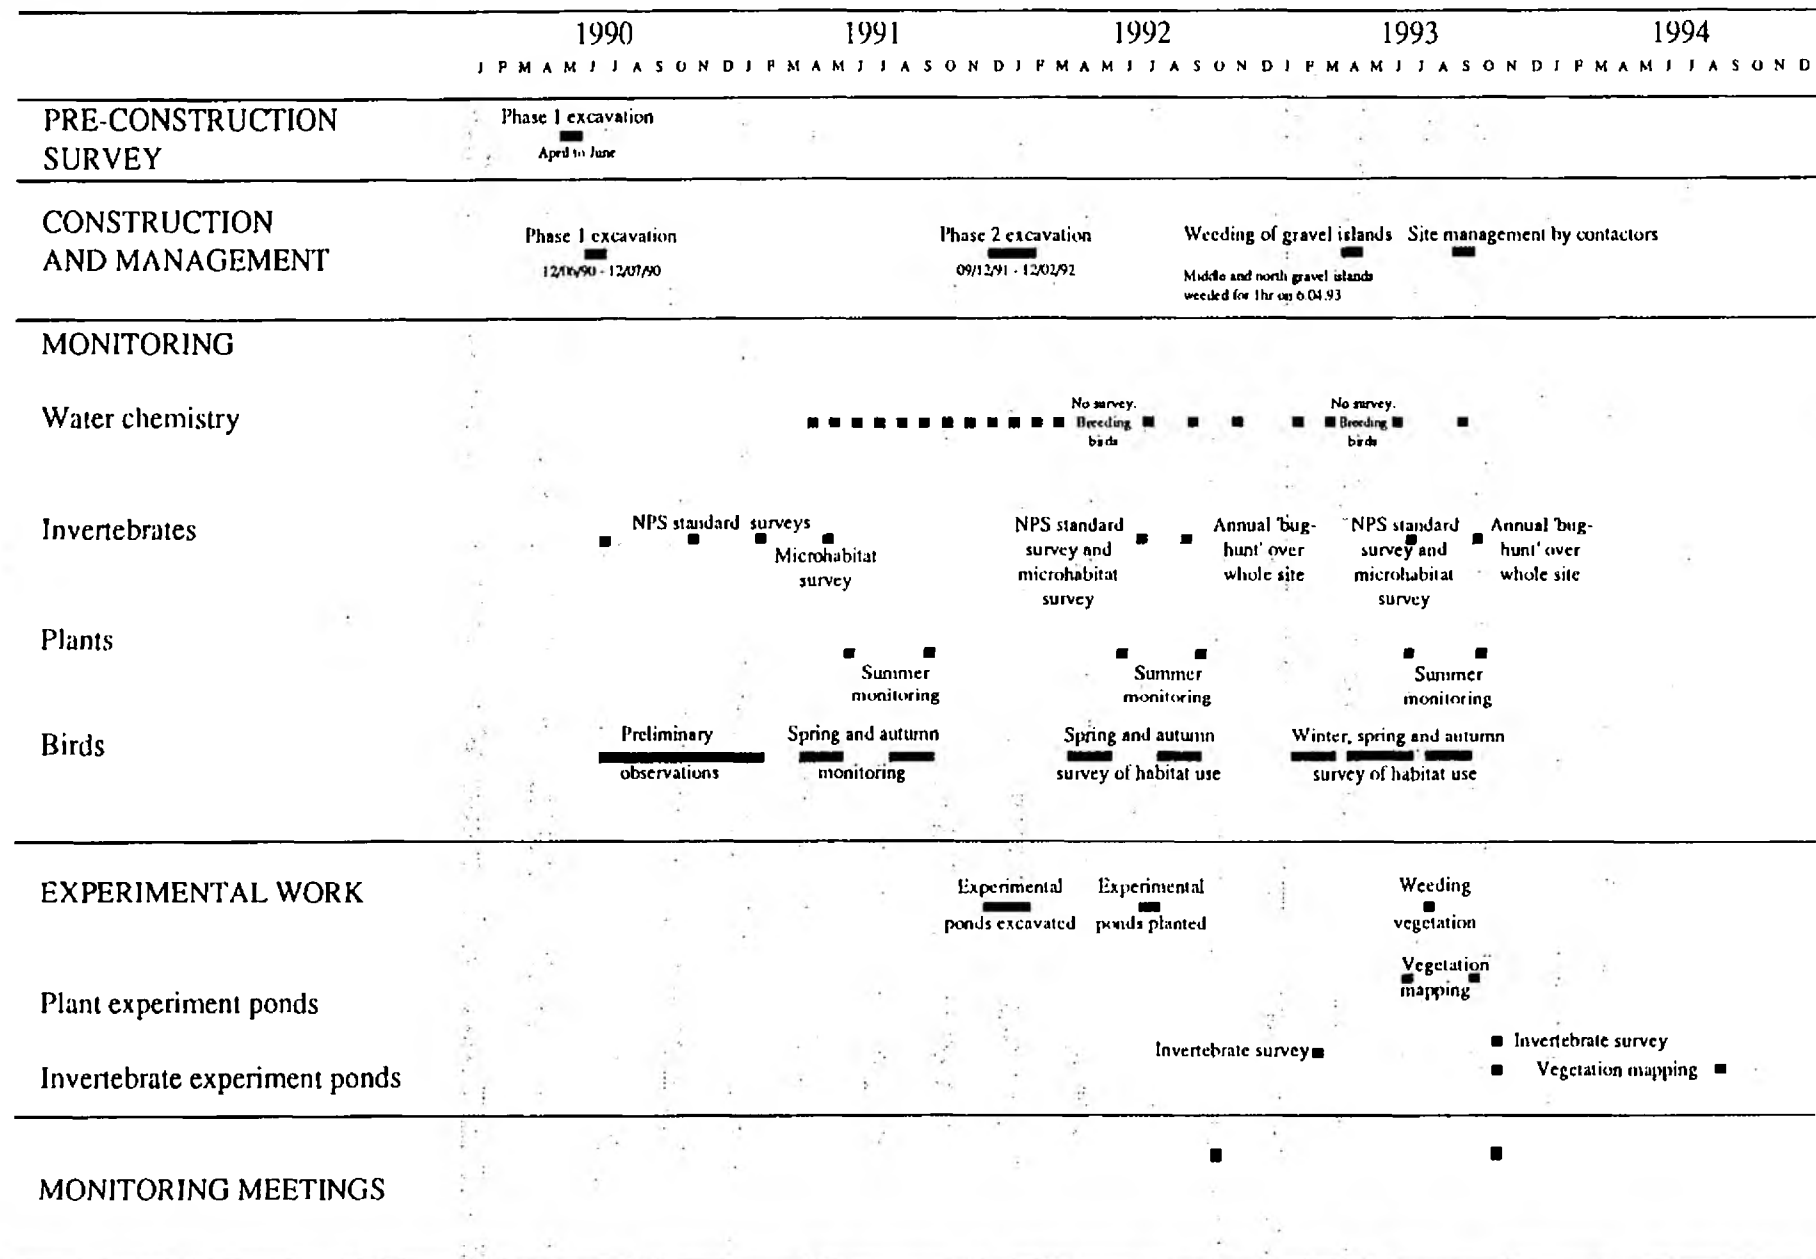 1990 1991 1992 1993 1994
J F M A M J J A S O N D J F M A M J J A S O N D J F M A M J J A S O N D J F M A M J J A S O N D J F M A M J J A S O N D
PRE-CONSTRUCTION
SURVEY
Phase 1 excavation
April to June
CONSTRUCTION
AND MANAGEMENT
Phase 1 excavation
12/06/90 - 12/07/90
Phase 2 excavation
09/12/91 - 12/02/92
Weeding of gravel islands
Middle and north gravel islands
weeded for 1hr on 6.04.93
Site management by contactors
MONITORING
Water chemistry
No survey.
Breeding
birds
No survey.
Breeding
birds
Invertebrates
NPS standard surveys
Microhabitat
survey
NPS standard
survey and
microhabitat
survey
Annual 'bug-
hunt' over
whole site
NPS standard
survey and
microhabitat
survey
Annual 'bug-
hunt' over
whole site
Plants
Summer
monitoring
Summer
monitoring
Summer
monitoring
Birds
Preliminary
observations
Spring and autumn
monitoring
Spring and autumn
survey of habitat use
Winter, spring and autumn
survey of habitat use
EXPERIMENTAL WORK
Experimental
ponds excavated
Experimental
ponds planted
Weeding
vegetation
Plant experiment ponds
Vegetation
mapping
Invertebrate experiment ponds
Invertebrate survey
Invertebrate survey
Vegetation mapping
MONITORING MEETINGS